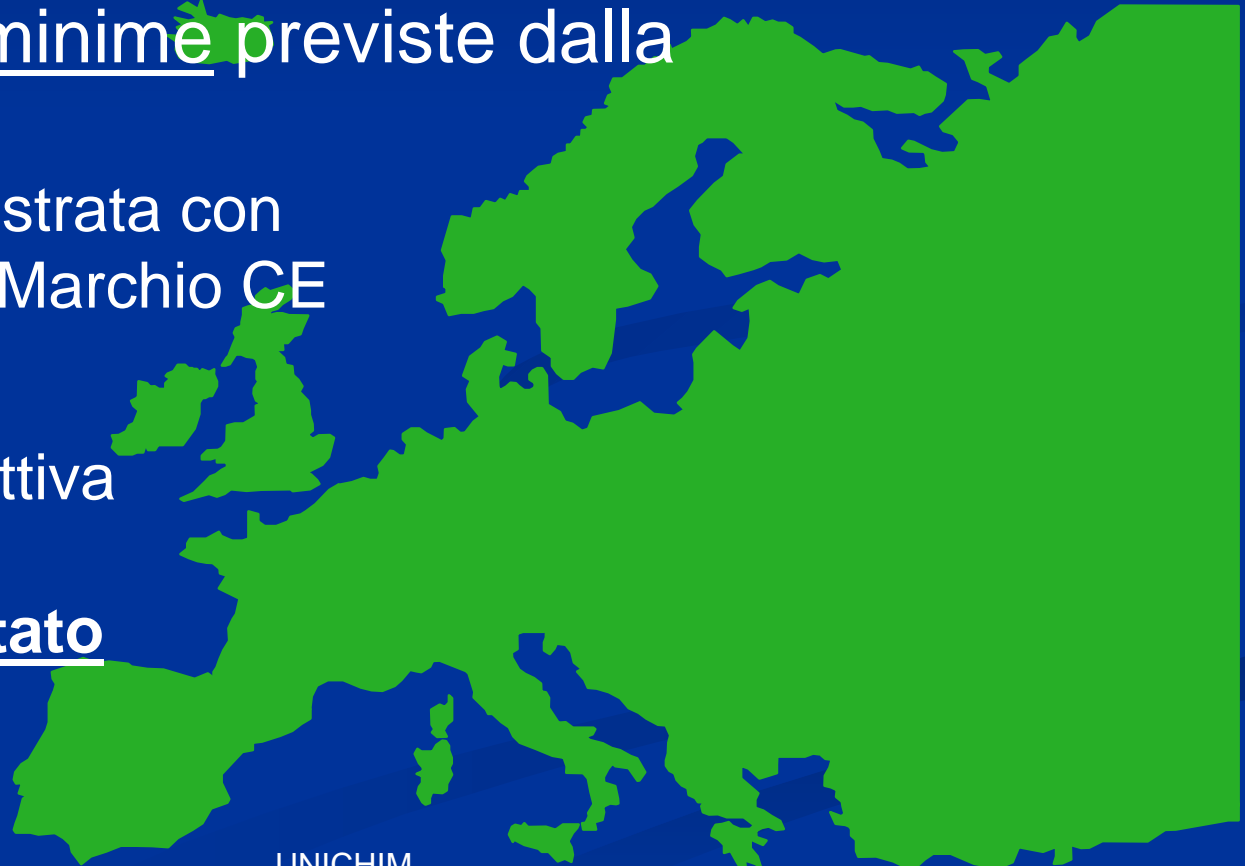 minime previste dalla
strata con
Marchio CE
ttiva
tato
UNICHIM